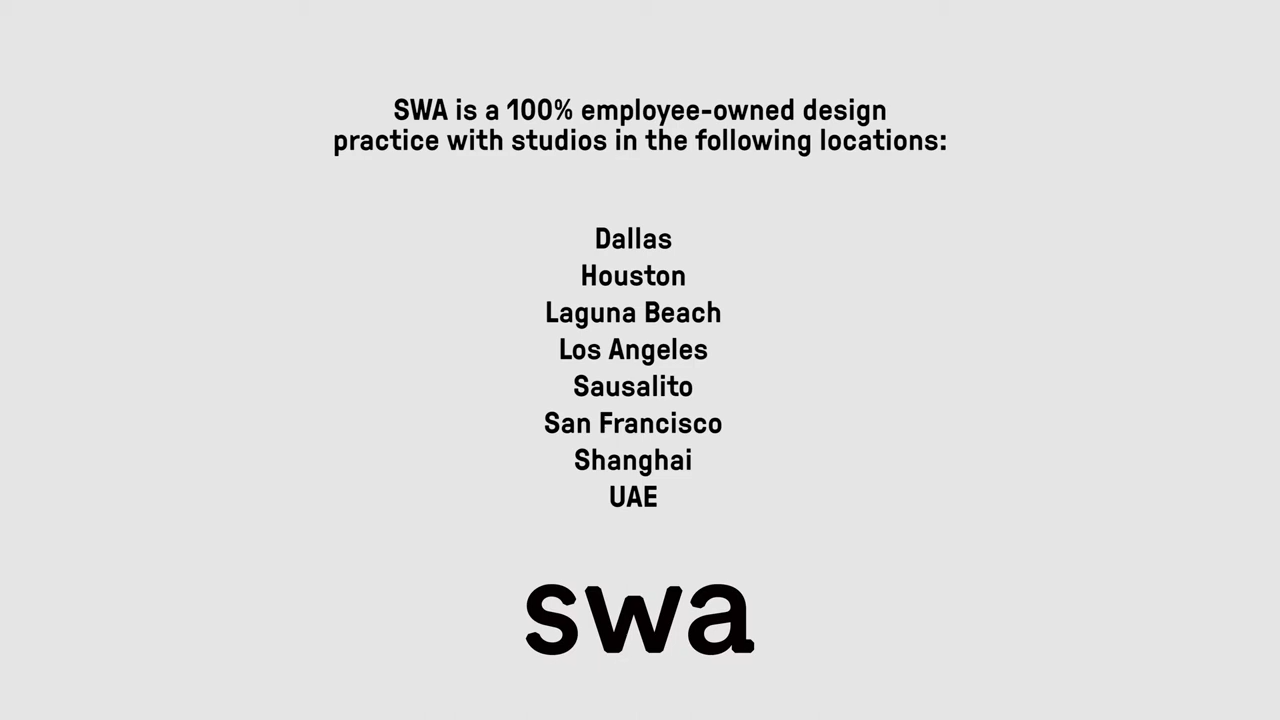 SWA is a 100% employee-owned design
practice with studios in the following locations:
Dallas
Houston
Laguna Beach
Los Angeles
Sausalito
San Francisco
Shanghai
UAE
swa